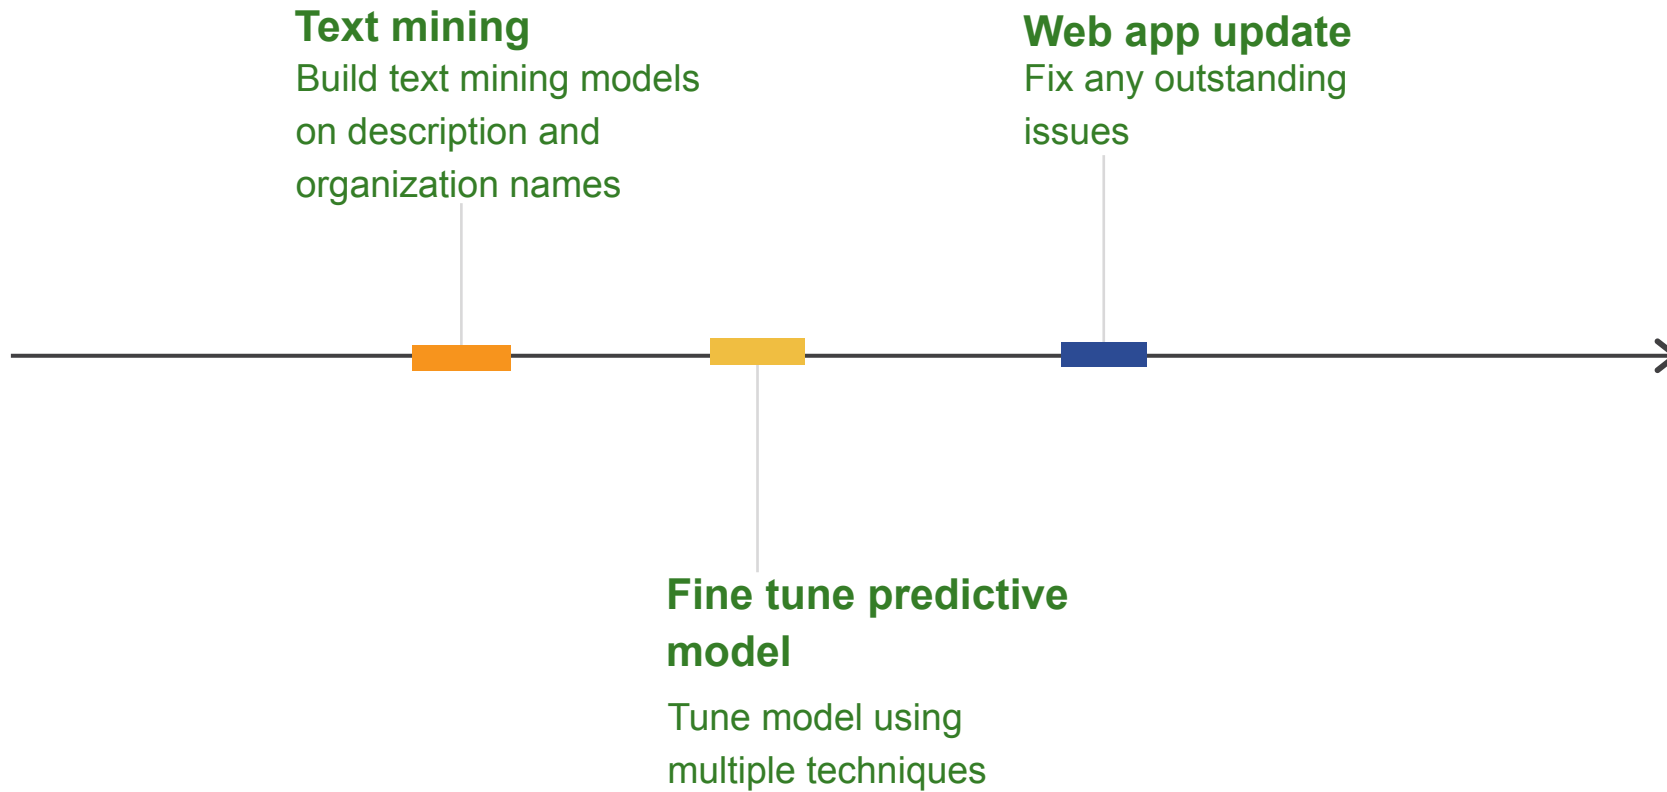 Text mining
Build text mining models
on description and
organization names
Web app update
Fix any outstanding
issues
Fine tune predictive
model
Tune model using
multiple techniques